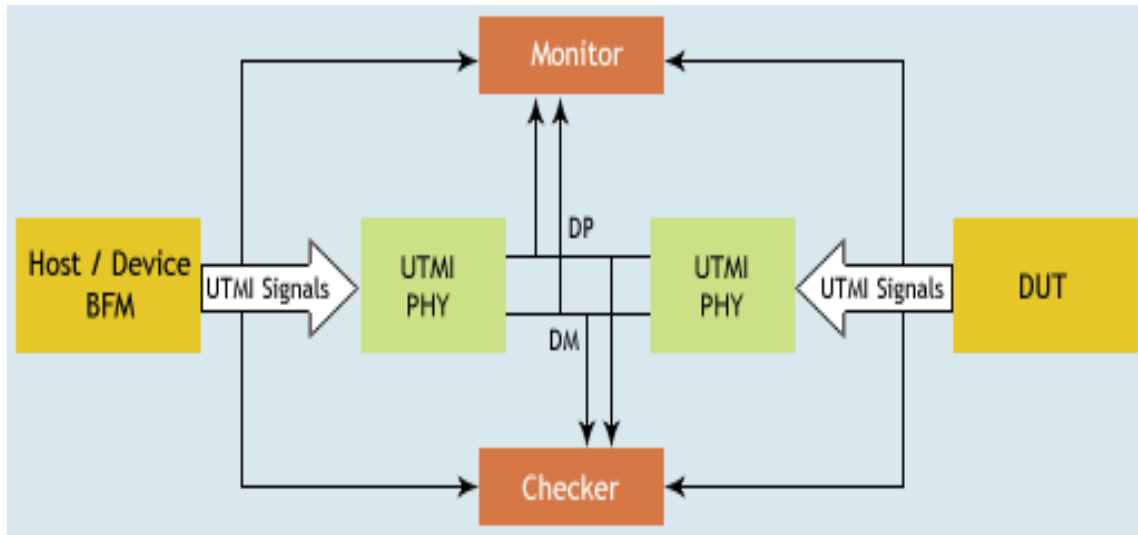 Monitor
DP
Host / Device
BFM
UTMI Signals
UTMI
PHY
UTMI
PHY
UTMI Signals
DUT
DM
Checker